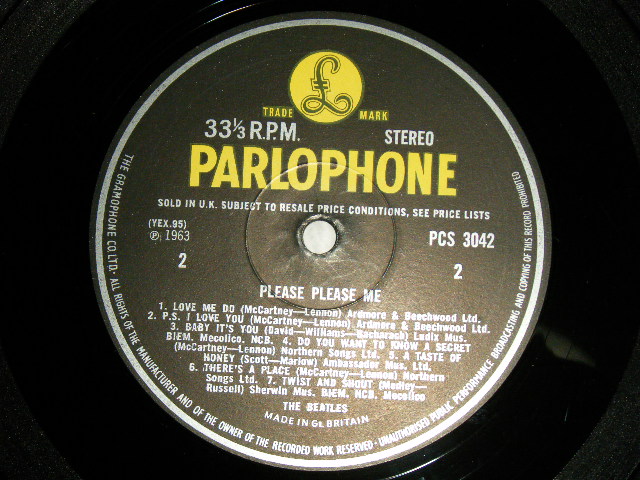 £
TRADE MARK
33⅓ R.P.M. STEREO
PARLOPHONE
SOLD IN U.K. SUBJECT TO RESALE PRICE CONDITIONS, SEE PRICE LISTS
(YEX.95)
℗ 1963
PCS 3042
2 2
PLEASE PLEASE ME
1. LOVE ME DO (McCartney—Lennon) Ardmore & Beechwood Ltd.
2. P.S. I LOVE YOU (McCartney—Lennon) Ardmore & Beechwood Ltd.
3. BABY IT'S YOU (David—Williams—Bacharach) Ludix Mus.
BIEM. Mecolico. NCB. 4. DO YOU WANT TO KNOW A SECRET
(McCartney—Lennon) Northern Songs Ltd. 5. A TASTE OF
HONEY (Scott—Marlow) Ambassador Mus. Ltd.
6. THERE'S A PLACE (McCartney—Lennon) Northern
Songs Ltd. 7. TWIST AND SHOUT (Medley—
Russell) Sherwin Mus. BIEM. NCB. Mecolico
THE BEATLES
MADE IN Gt. BRITAIN
THE GRAMOPHONE CO. LTD. · ALL RIGHTS OF THE MANUFACTURER AND OF THE OWNER OF THE RECORDED WORK RESERVED · UNAUTHORISED PUBLIC PERFORMANCE BROADCASTING AND COPYING OF THIS RECORD PROHIBITED